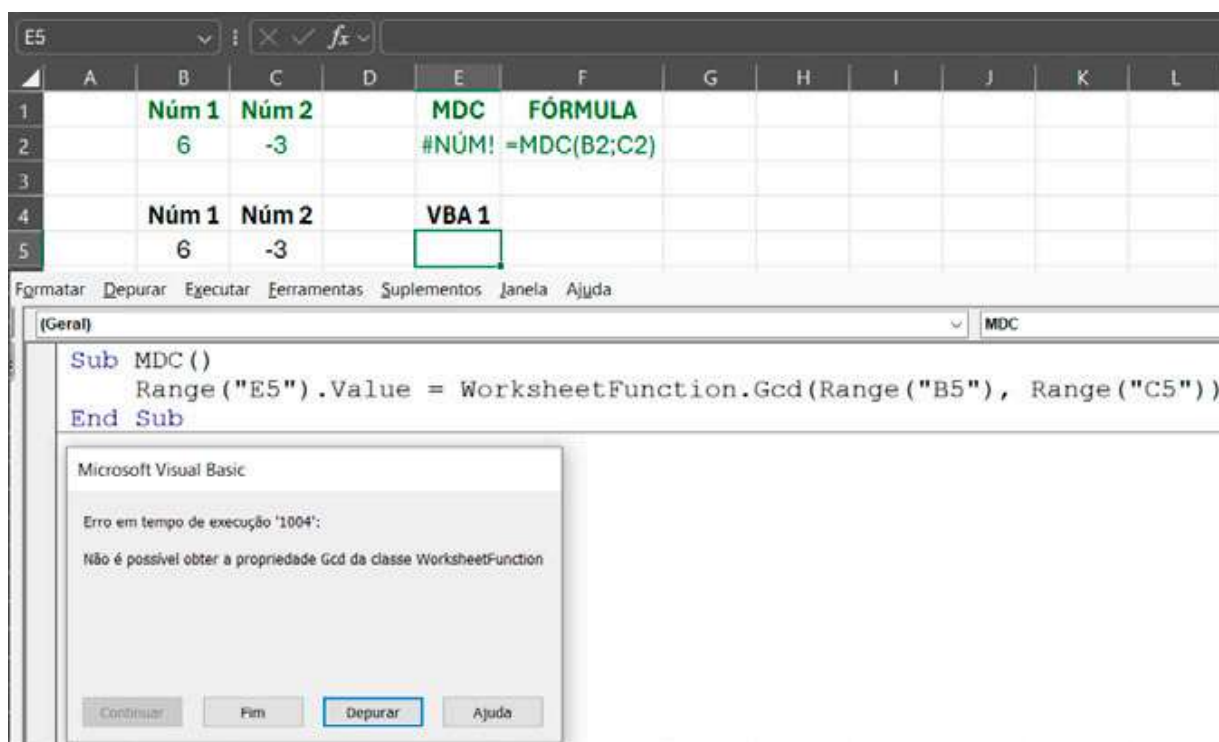 E5 fx
A B C D E F G H I J K L
1 Núm 1 Núm 2 MDC FÓRMULA
2 6 -3 #NÚM! =MDC(B2;C2)
3
4 Núm 1 Núm 2 VBA 1
5 6 -3
Formatar Depurar Executar Ferramentas Suplementos Janela Ajuda
(Geral) MDC
Sub MDC()
Range("E5").Value = WorksheetFunction.Gcd(Range("B5"), Range("C5"))
End Sub
Microsoft Visual Basic
Erro em tempo de execução '1004':
Não é possível obter a propriedade Gcd da classe WorksheetFunction
Continuar Fim Depurar Ajuda